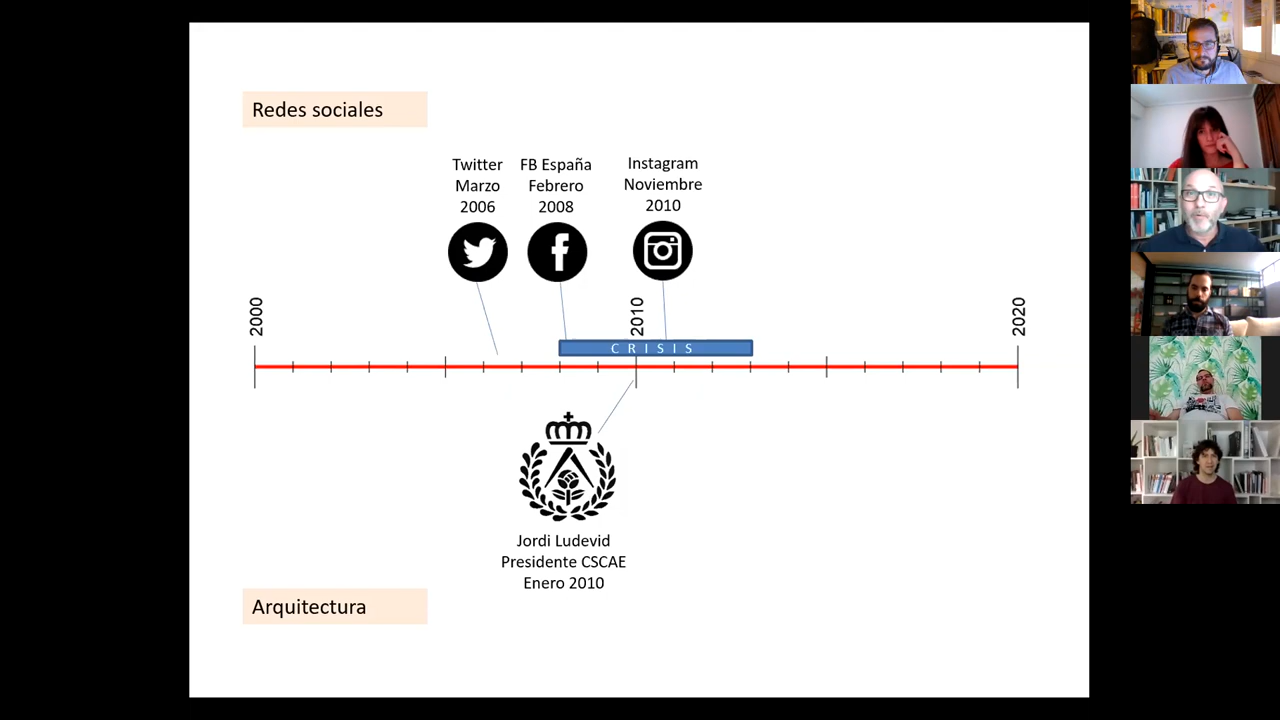 Redes sociales
Twitter
Marzo
2006
FB España
Febrero
2008
Instagram
Noviembre
2010
2000
2010
2020
CRISIS
Jordi Ludevid
Presidente CSCAE
Enero 2010
Arquitectura